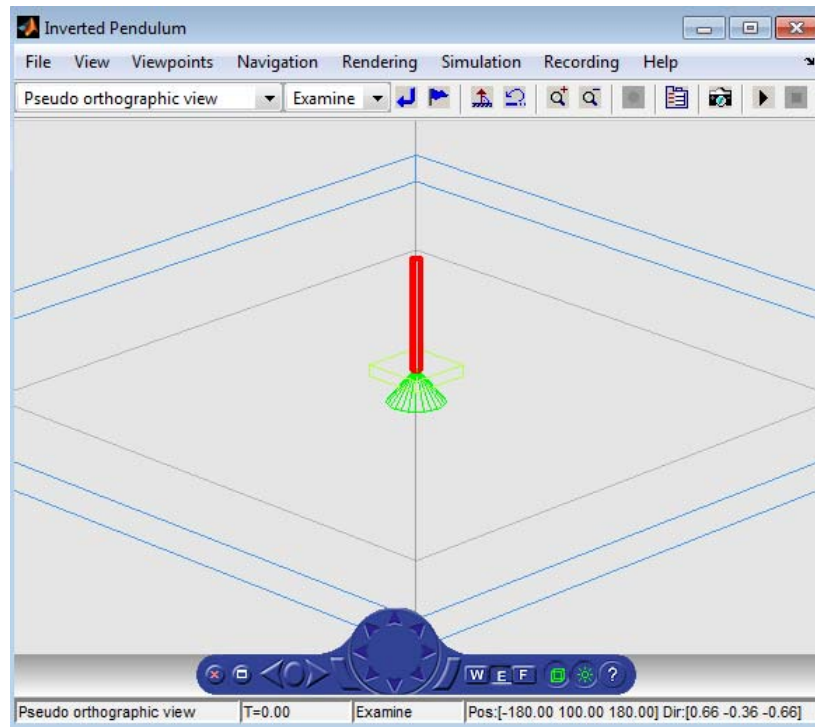 Inverted Pendulum
File View Viewpoints Navigation Rendering Simulation Recording Help
Pseudo orthographic view Examine
W E F ?
Pseudo orthographic view T=0.00 Examine Pos:[-180.00 100.00 180.00] Dir:[0.66 -0.36 -0.66]